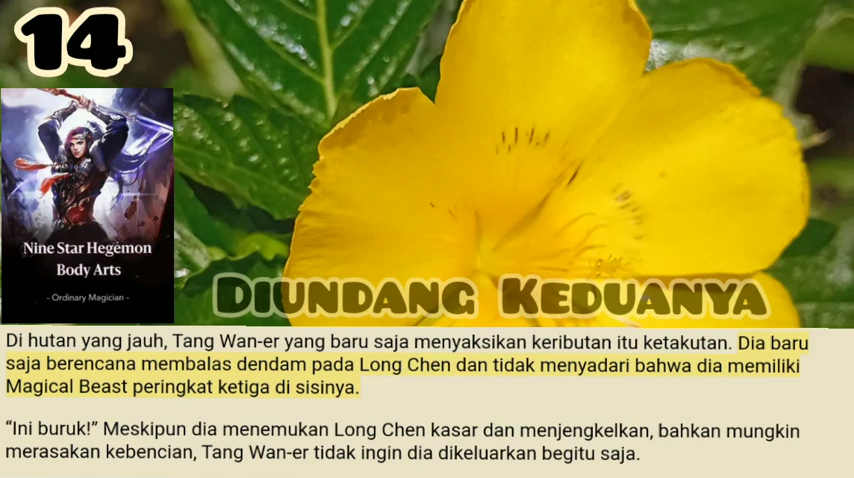 14
Nine Star Hegemon
Body Arts
- Ordinary Magician -
DIUNDANG KEDUANYA
Di hutan yang jauh, Tang Wan-er yang baru saja menyaksikan keributan itu ketakutan. Dia baru
saja berencana membalas dendam pada Long Chen dan tidak menyadari bahwa dia memiliki
Magical Beast peringkat ketiga di sisinya.
“Ini buruk!” Meskipun dia menemukan Long Chen kasar dan menjengkelkan, bahkan mungkin
merasakan kebencian, Tang Wan-er tidak ingin dia dikeluarkan begitu saja.